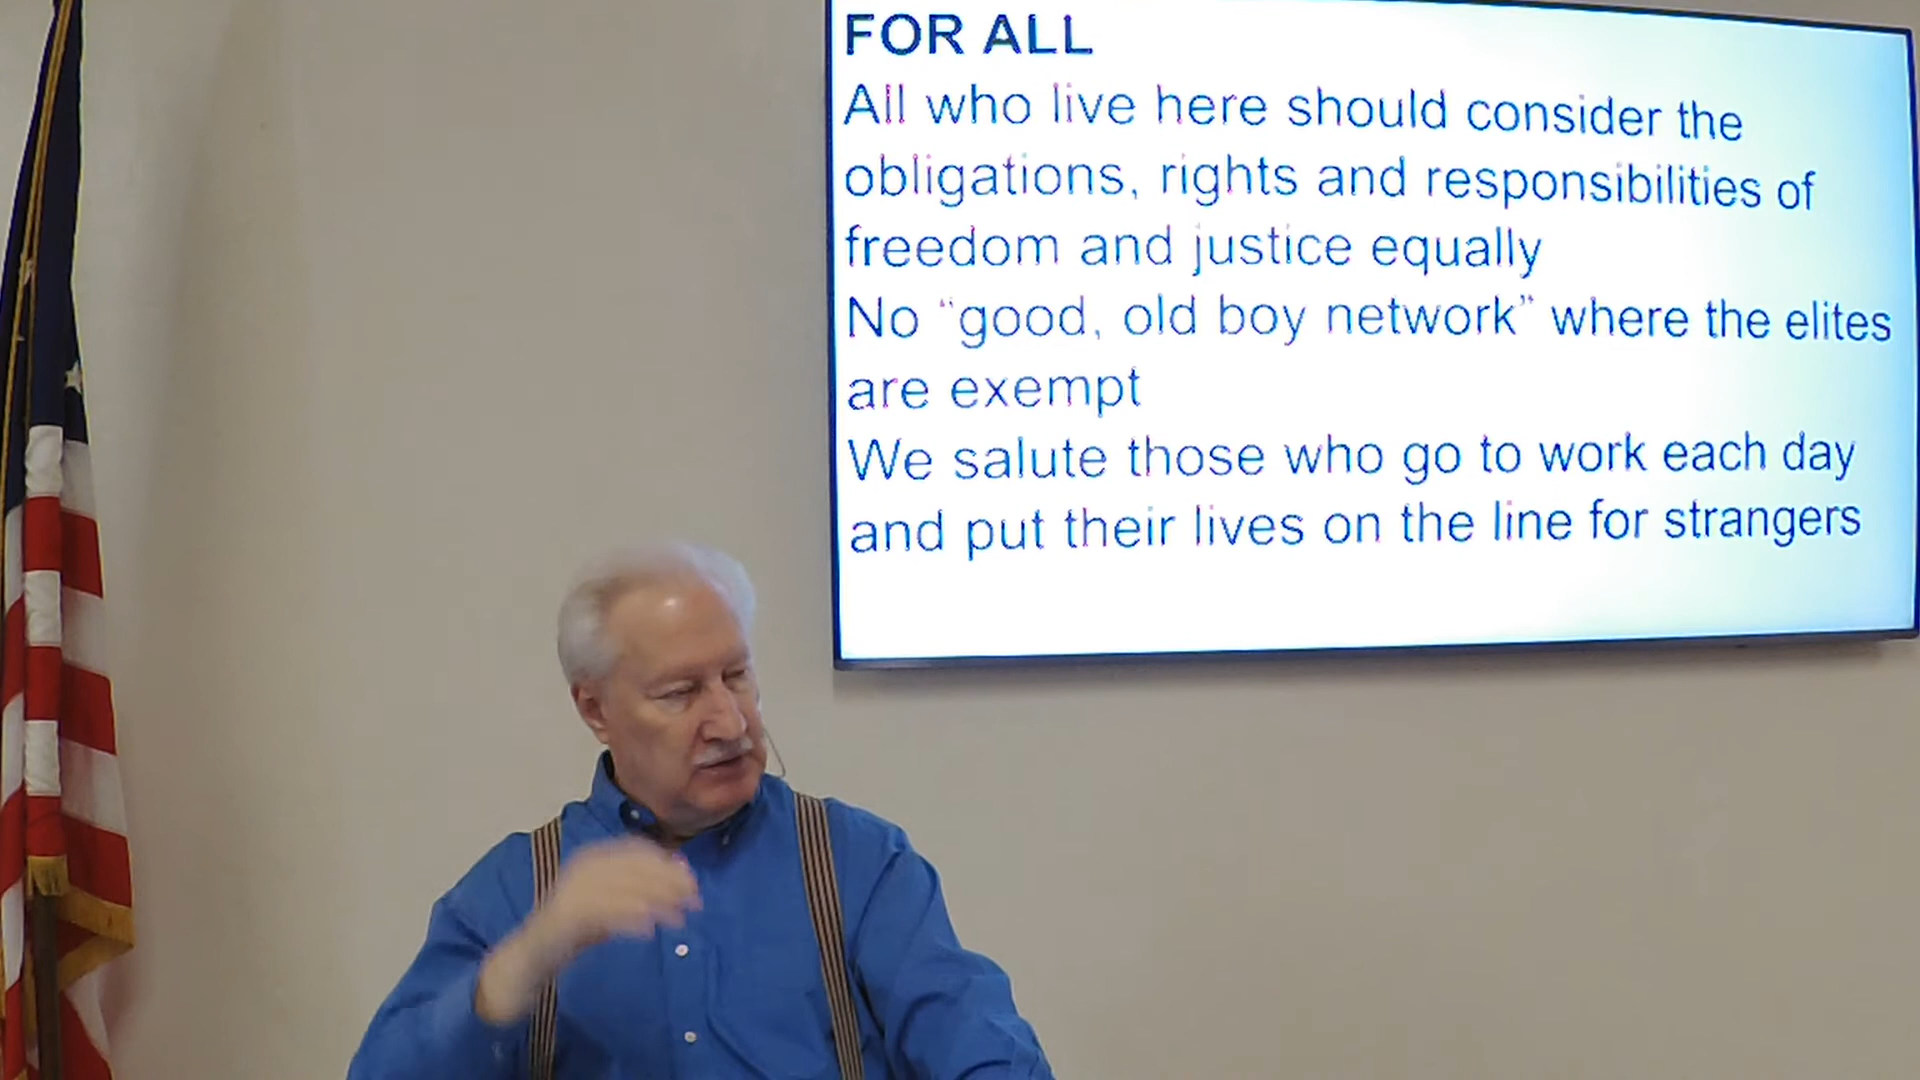 FOR ALL
All who live here should consider the
obligations, rights and responsibilities of
freedom and justice equally
No “good, old boy network” where the elites
are exempt
We salute those who go to work each day
and put their lives on the line for strangers